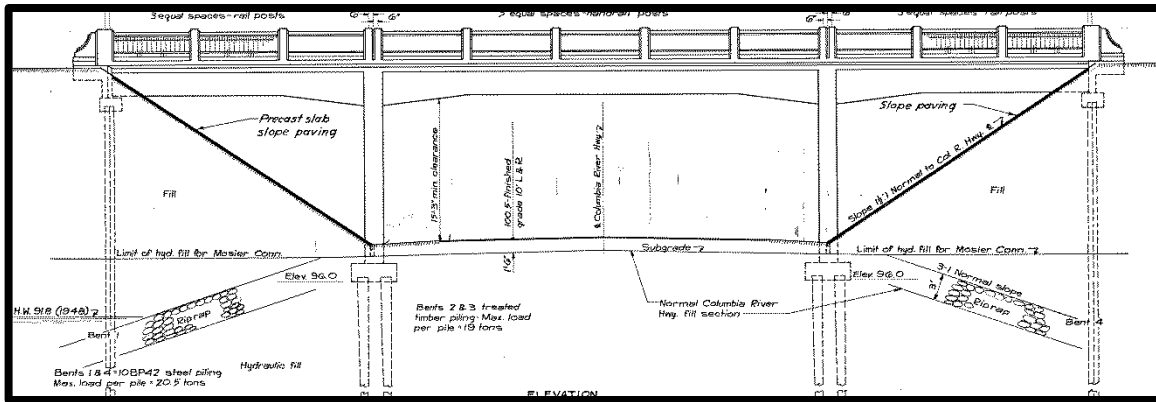 3 equal spaces-rail posts
6" 6"
equal spaces-handrail posts
6"
3 equal spaces-rail posts
Precast slab
slope paving
Slope paving
15'-3" min. clearance
100.5-finished
grade 10' L & R
Columbia River Hwy.
Slope 1½:1 Normal to Col. R. Hwy.
Fill
Fill
Limit of hyd. fill for Mosier Conn.
Subgrade
Limit of hyd. fill for Mosier Conn.
1'-6"
Elev. 96.0
Elev. 96.0
3:1 Normal slope
3'
Riprap
Riprap
H.W. 91.8 (1948)
Bent 1
Bents 2 & 3 treated
timber piling - Max. load
per pile = 19 tons
Normal Columbia River
Hwy. fill section
Bent 4
Hydraulic fill
Bents 1 & 4 = 10BP42 steel piling
Max. load per pile = 20.5 tons
ELEVATION